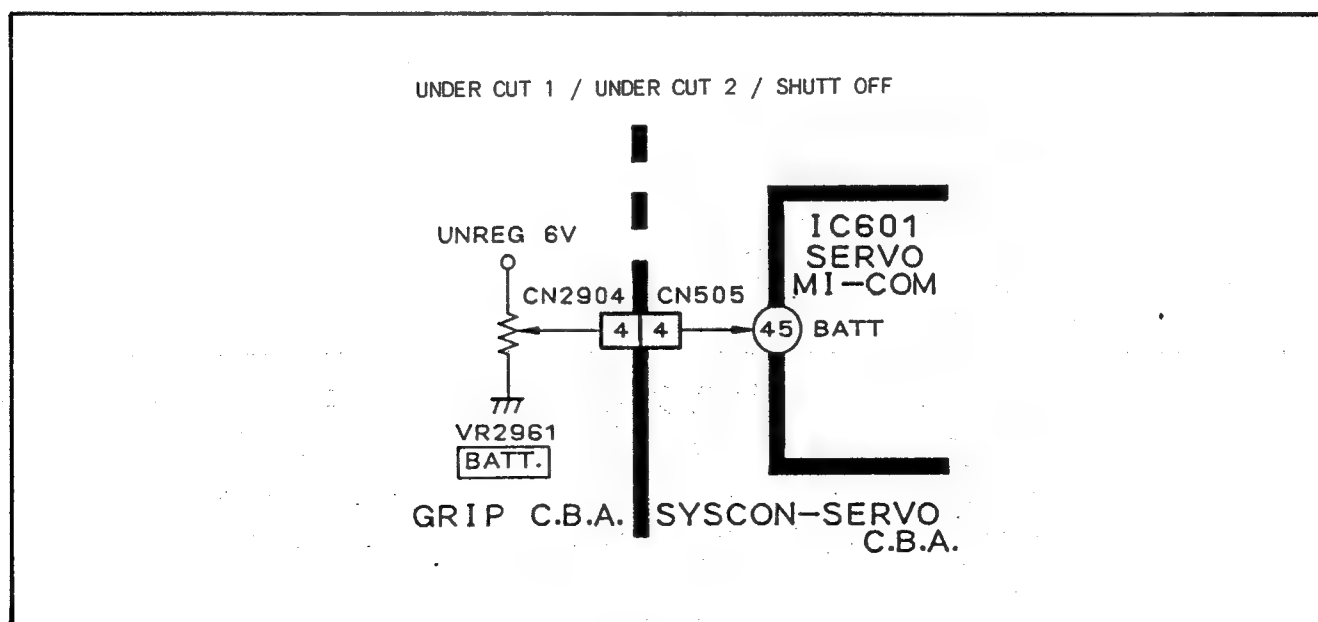 UNDER CUT 1 / UNDER CUT 2 / SHUTT OFF
UNREG 6V
CN2904
CN505
4
4
45
BATT
IC601
SERVO
MI-COM
VR2961
BATT.
GRIP C.B.A.
SYSCON-SERVO
C.B.A.